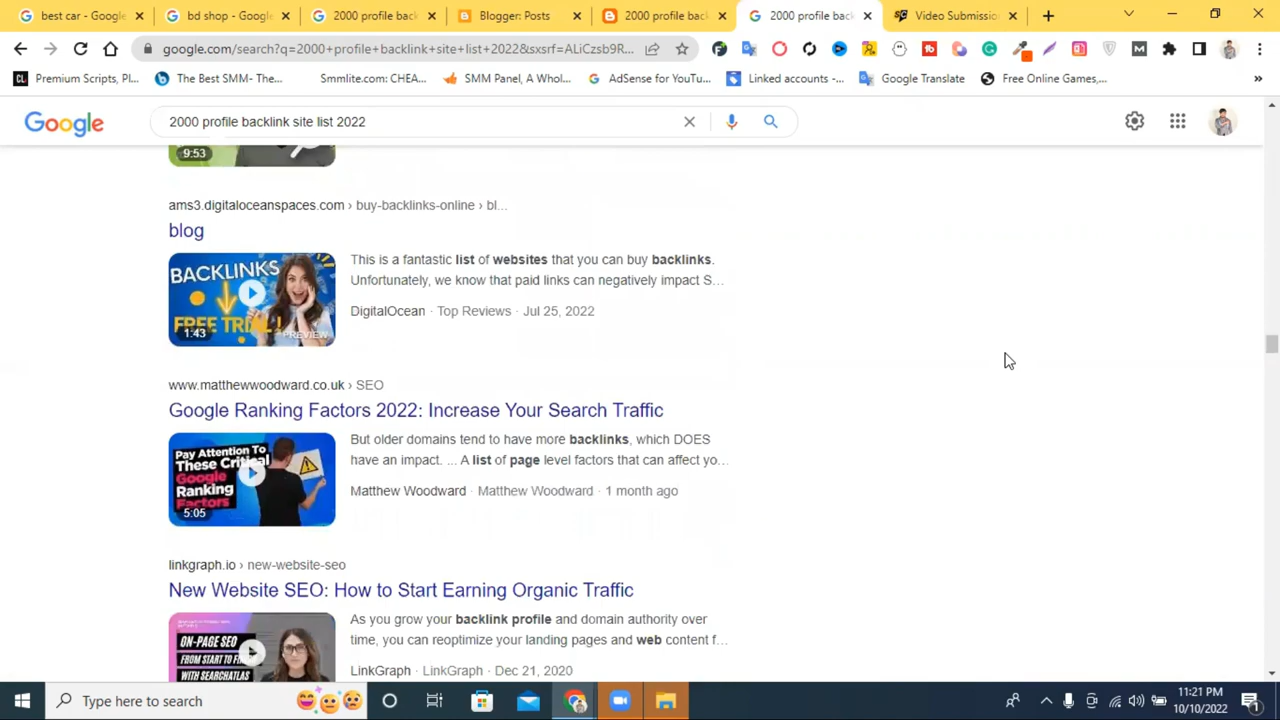 best car - Google
bd shop - Google
2000 profile back
Blogger: Posts
2000 profile back
2000 profile back
Video Submission
google.com/search?q=2000+profile+backlink+site+list+2022&sxsrf=ALiCzsb9R...
Premium Scripts, Pl...
The Best SMM- The...
Smmlite.com: CHEA...
SMM Panel, A Whol...
AdSense for YouTu...
Linked accounts -...
Google Translate
Free Online Games,...
»
Google
2000 profile backlink site list 2022
9:53
ams3.digitaloceanspaces.com › buy-backlinks-online › bl...
blog
BACKLINKS
FREE TRIAL!
1:43
PREVIEW
This is a fantastic list of websites that you can buy backlinks.
Unfortunately, we know that paid links can negatively impact S...
DigitalOcean · Top Reviews · Jul 25, 2022
www.matthewwoodward.co.uk › SEO
Google Ranking Factors 2022: Increase Your Search Traffic
Pay Attention To
These Critical
Google
Ranking
Factors
5:05
But older domains tend to have more backlinks, which DOES
have an impact. ... A list of page level factors that can affect yo...
Matthew Woodward · Matthew Woodward · 1 month ago
linkgraph.io › new-website-seo
New Website SEO: How to Start Earning Organic Traffic
ON-PAGE SEO
FROM START TO FI
WITH SEARCHATLAS
As you grow your backlink profile and domain authority over
time, you can reoptimize your landing pages and web content f...
LinkGraph · LinkGraph · Dec 21, 2020
Type here to search
11:21 PM
10/10/2022
1